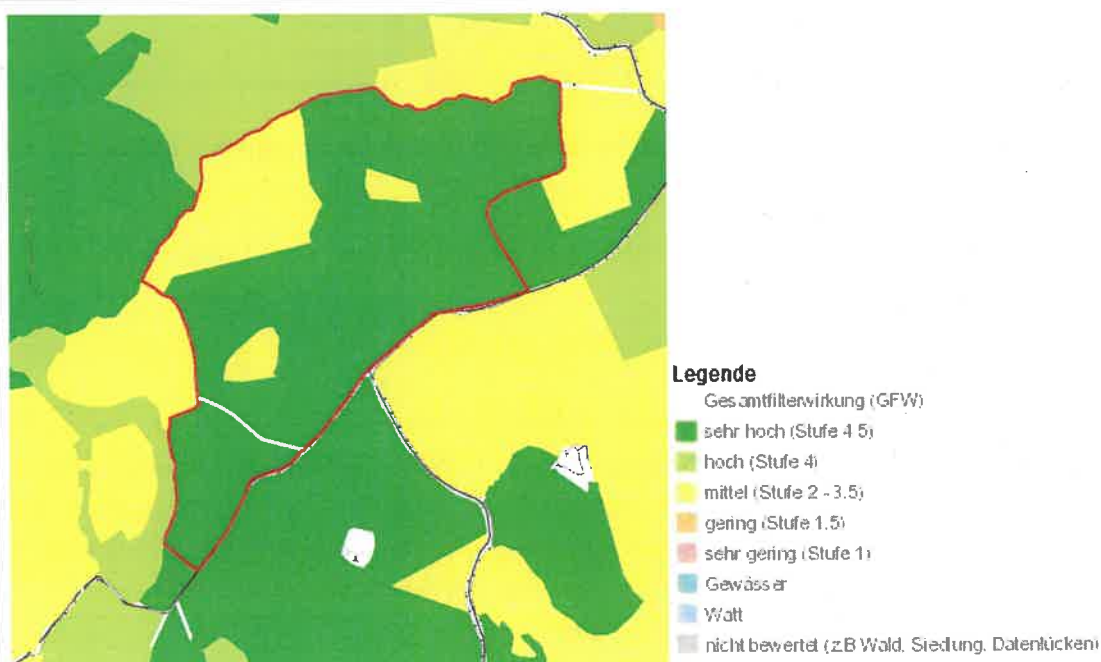 Legende
Gesamtfilterwirkung (GFW)
sehr hoch (Stufe 4.5)
hoch (Stufe 4)
mittel (Stufe 2 - 3.5)
gering (Stufe 1.5)
sehr gering (Stufe 1)
Gewässer
Watt
nicht bewertet (z.B Wald, Siedlung, Datenlücken)